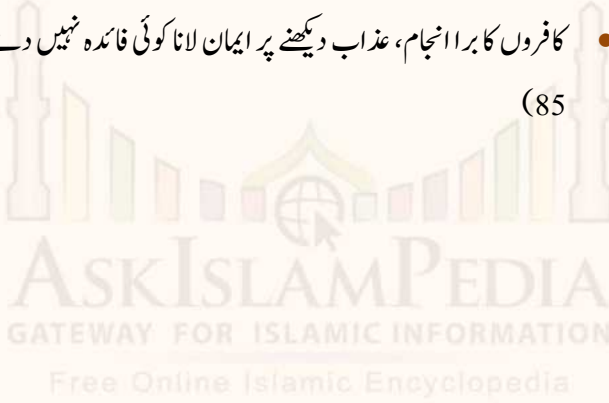 • کافروں کا برا انجام، عذاب دیکھنے پر ایمان لانا کوئی فائدہ نہیں دے
85)
ASKISLAMPEDIA
GATEWAY FOR ISLAMIC INFORMATION
Free Online Islamic Encyclopedia